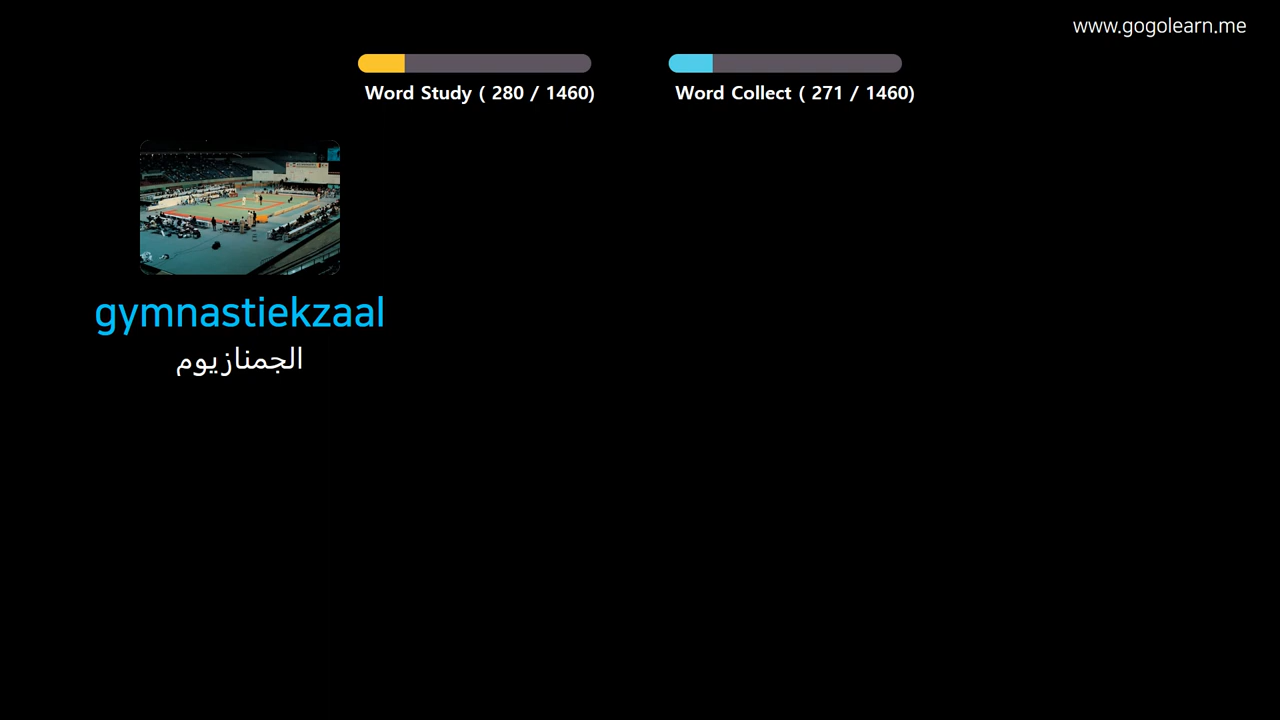 www.gogolearn.me
Word Study ( 280 / 1460)
Word Collect ( 271 / 1460)
gymnastiekzaal
الجمنازيوم